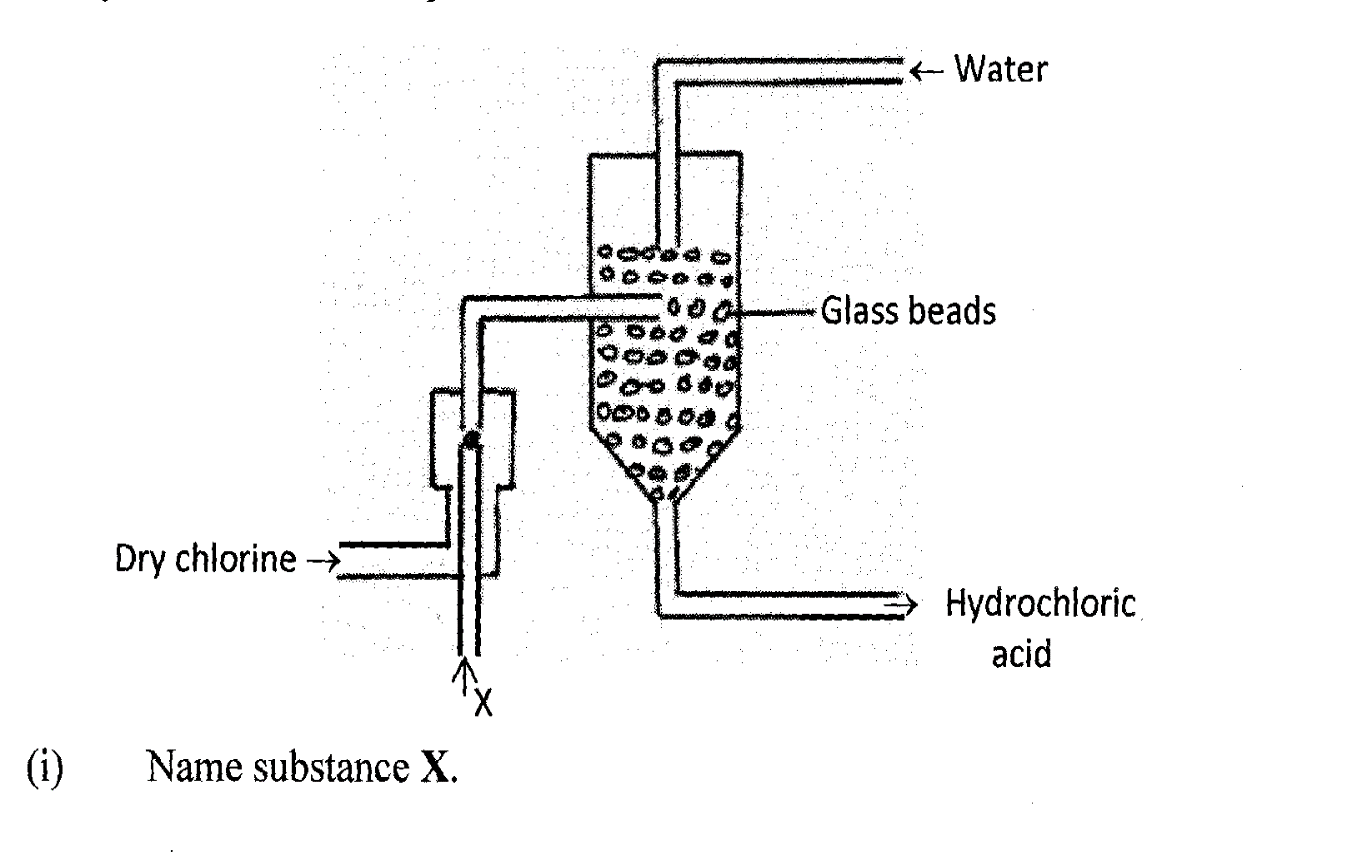 ← Water
Glass beads
Dry chlorine →
→ Hydrochloric
acid
X
(i) Name substance X.